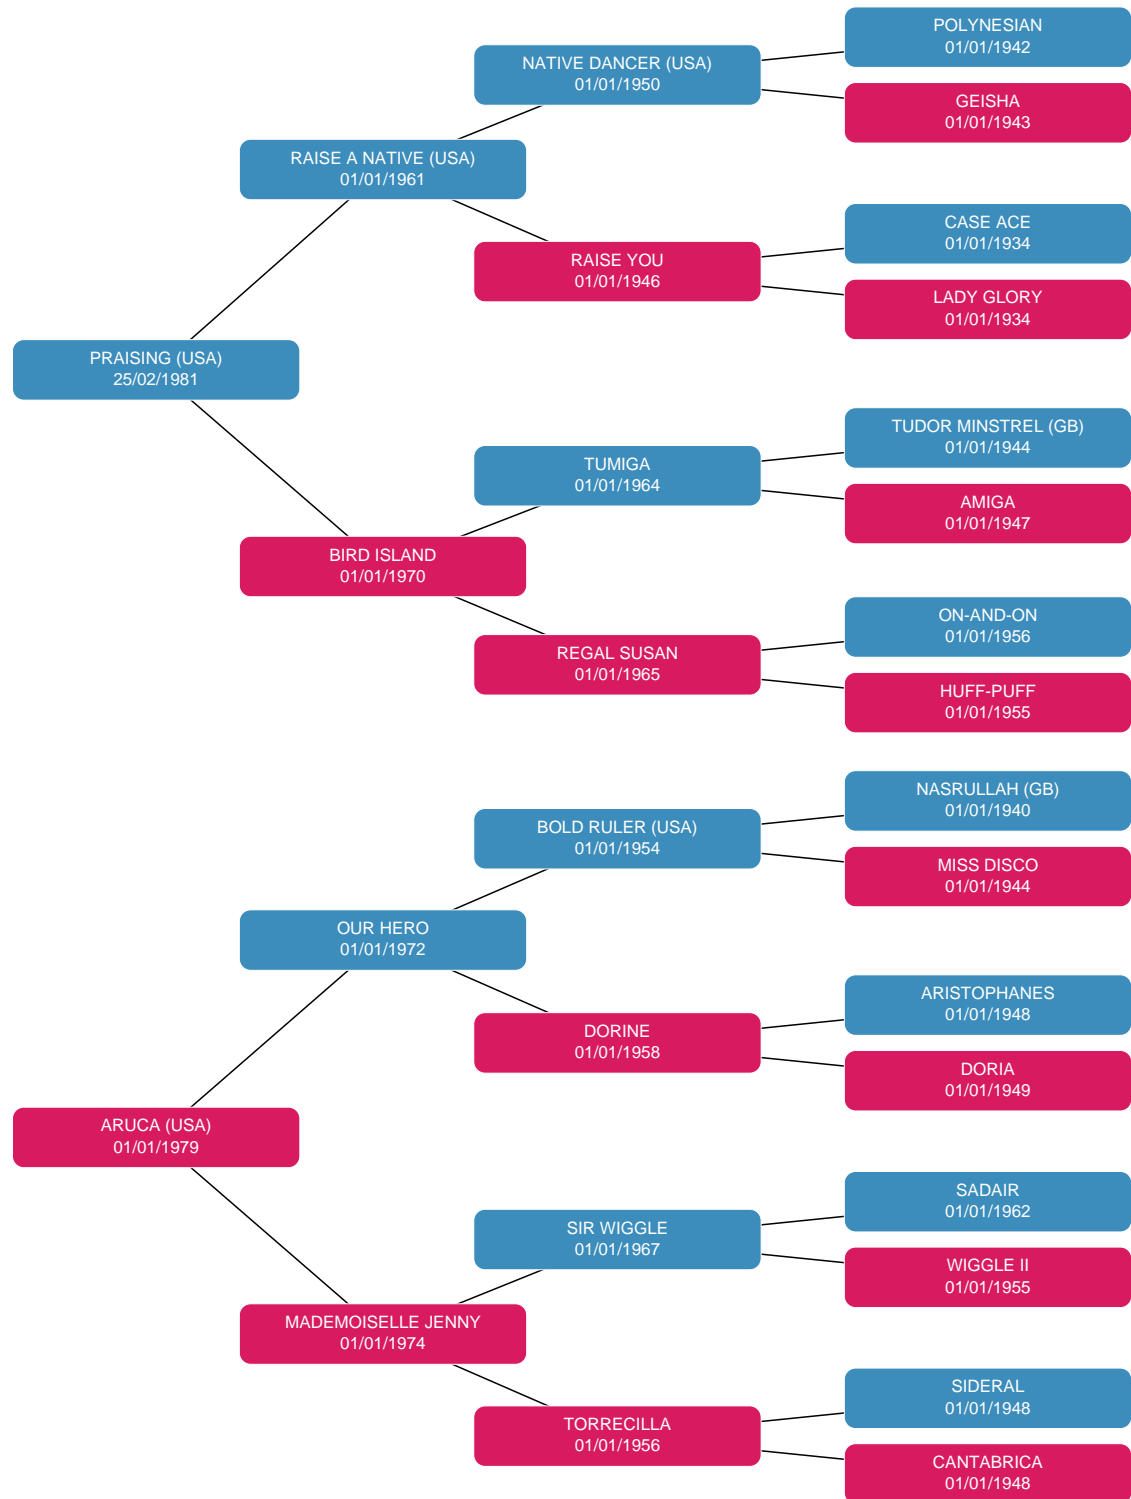 POLYNESIAN
01/01/1942
NATIVE DANCER (USA)
01/01/1950
GEISHA
01/01/1943
RAISE A NATIVE (USA)
01/01/1961
CASE ACE
01/01/1934
RAISE YOU
01/01/1946
LADY GLORY
01/01/1934
PRAISING (USA)
25/02/1981
TUDOR MINSTREL (GB)
01/01/1944
TUMIGA
01/01/1964
AMIGA
01/01/1947
BIRD ISLAND
01/01/1970
ON-AND-ON
01/01/1956
REGAL SUSAN
01/01/1965
HUFF-PUFF
01/01/1955
NASRULLAH (GB)
01/01/1940
BOLD RULER (USA)
01/01/1954
MISS DISCO
01/01/1944
OUR HERO
01/01/1972
ARISTOPHANES
01/01/1948
DORINE
01/01/1958
DORIA
01/01/1949
ARUCA (USA)
01/01/1979
SADAIR
01/01/1962
SIR WIGGLE
01/01/1967
WIGGLE II
01/01/1955
MADEMOISELLE JENNY
01/01/1974
SIDERAL
01/01/1948
TORRECILLA
01/01/1956
CANTABRICA
01/01/1948